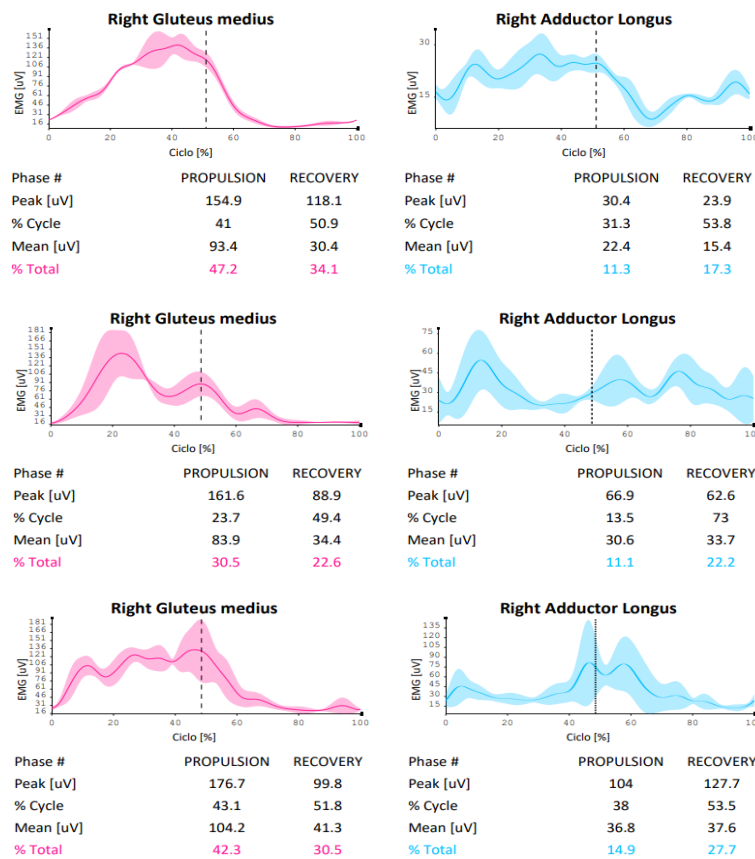 Right Gluteus medius
Right Adductor Longus
151
136
121
106
91
76
61
46
31
16
EMG [uV]
0 20 40 60 80 100
Ciclo [%]
30
15
EMG [uV]
0 20 40 60 80 100
Ciclo [%]
Phase # PROPULSION RECOVERY
Peak [uV] 154.9 118.1
% Cycle 41 50.9
Mean [uV] 93.4 30.4
% Total 47.2 34.1
Phase # PROPULSION RECOVERY
Peak [uV] 30.4 23.9
% Cycle 31.3 53.8
Mean [uV] 22.4 15.4
% Total 11.3 17.3
Right Gluteus medius
Right Adductor Longus
181
166
151
136
121
106
91
76
61
46
31
16
EMG [uV]
0 20 40 60 80 100
Ciclo [%]
75
60
45
30
15
EMG [uV]
0 20 40 60 80 100
Ciclo [%]
Phase # PROPULSION RECOVERY
Peak [uV] 161.6 88.9
% Cycle 23.7 49.4
Mean [uV] 83.9 34.4
% Total 30.5 22.6
Phase # PROPULSION RECOVERY
Peak [uV] 66.9 62.6
% Cycle 13.5 73
Mean [uV] 30.6 33.7
% Total 11.1 22.2
Right Gluteus medius
Right Adductor Longus
181
166
151
136
121
106
91
76
61
46
31
16
EMG [uV]
0 20 40 60 80 100
Ciclo [%]
135
120
105
90
75
60
45
30
15
EMG [uV]
0 20 40 60 80 100
Ciclo [%]
Phase # PROPULSION RECOVERY
Peak [uV] 176.7 99.8
% Cycle 43.1 51.8
Mean [uV] 104.2 41.3
% Total 42.3 30.5
Phase # PROPULSION RECOVERY
Peak [uV] 104 127.7
% Cycle 38 53.5
Mean [uV] 36.8 37.6
% Total 14.9 27.7